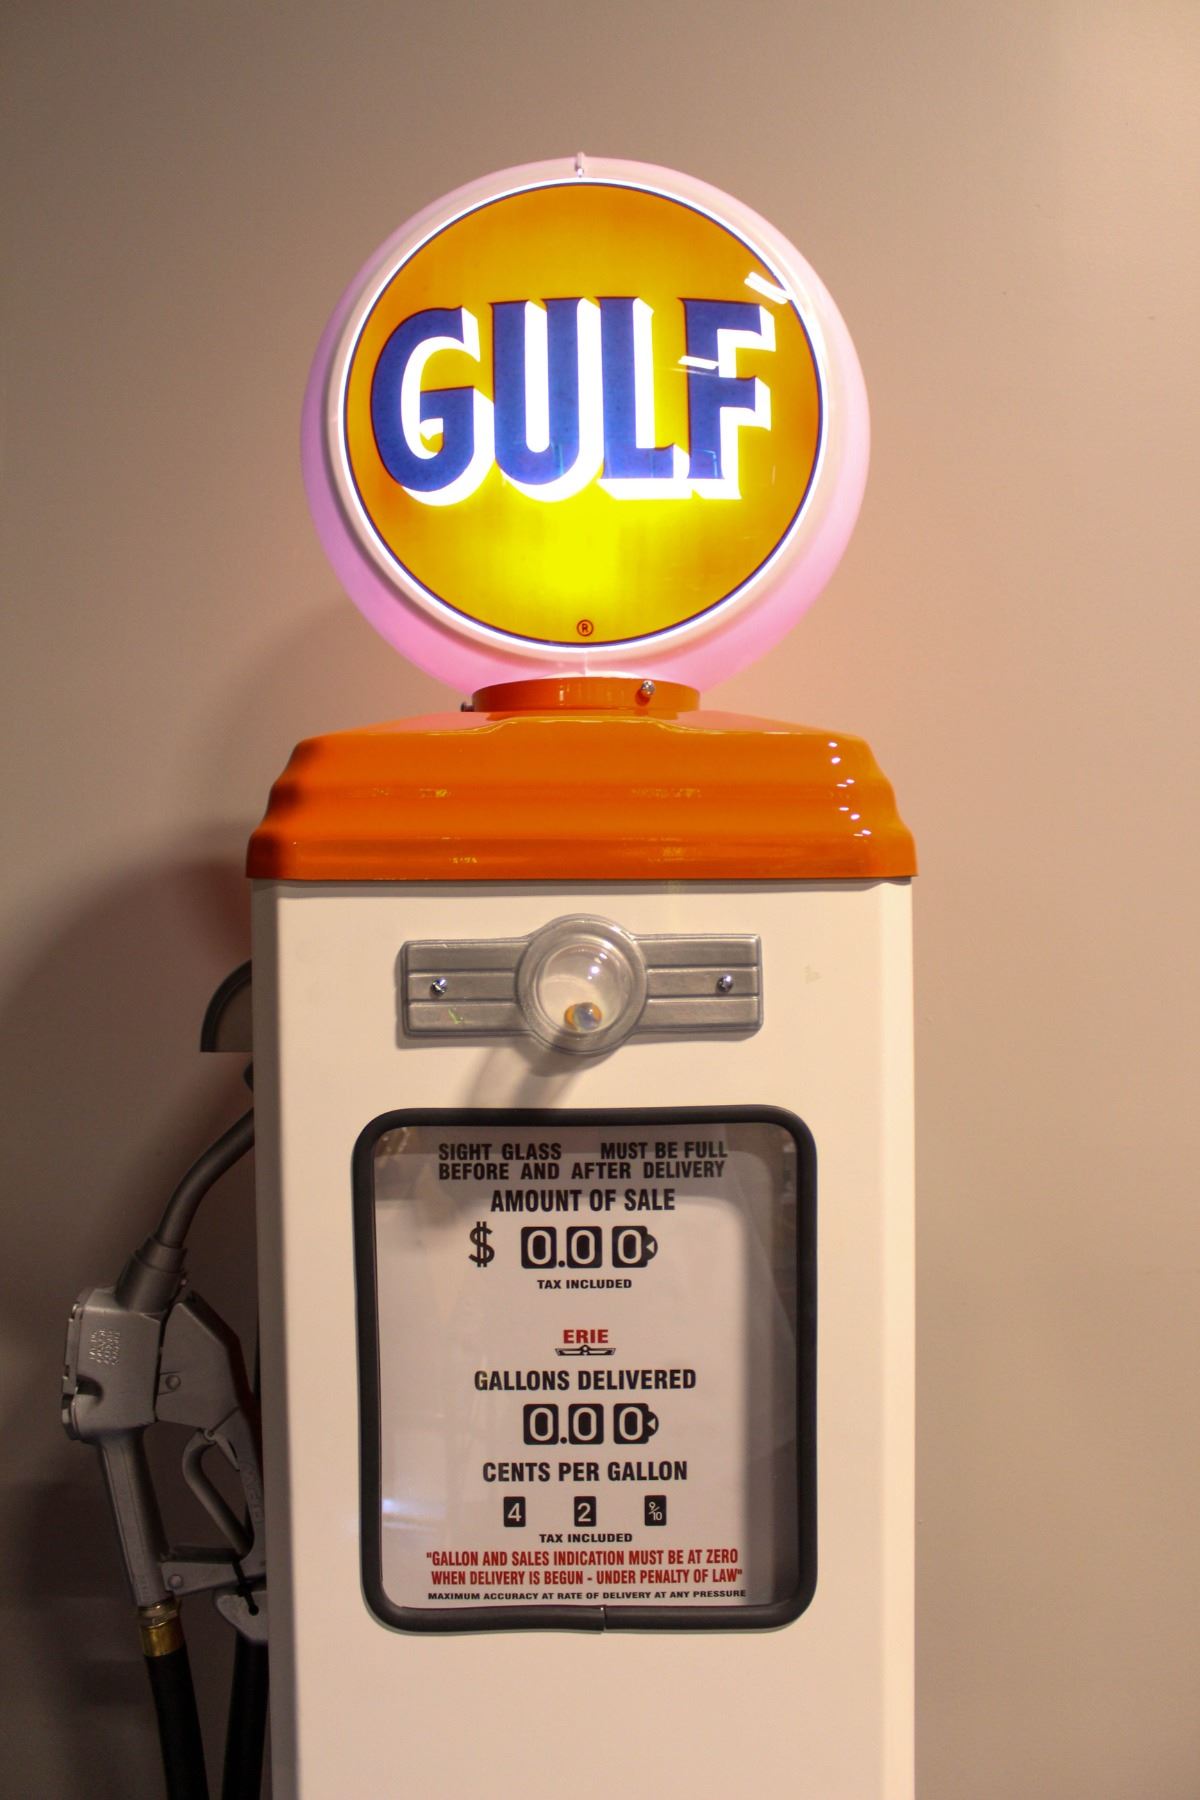 GULF
®
SIGHT GLASS MUST BE FULL
BEFORE AND AFTER DELIVERY
AMOUNT OF SALE
$ 0.00
TAX INCLUDED
ERIE
GALLONS DELIVERED
0.00
CENTS PER GALLON
4 2 9/10
TAX INCLUDED
"GALLON AND SALES INDICATION MUST BE AT ZERO
WHEN DELIVERY IS BEGUN - UNDER PENALTY OF LAW"
MAXIMUM ACCURACY AT RATE OF DELIVERY AT ANY PRESSURE